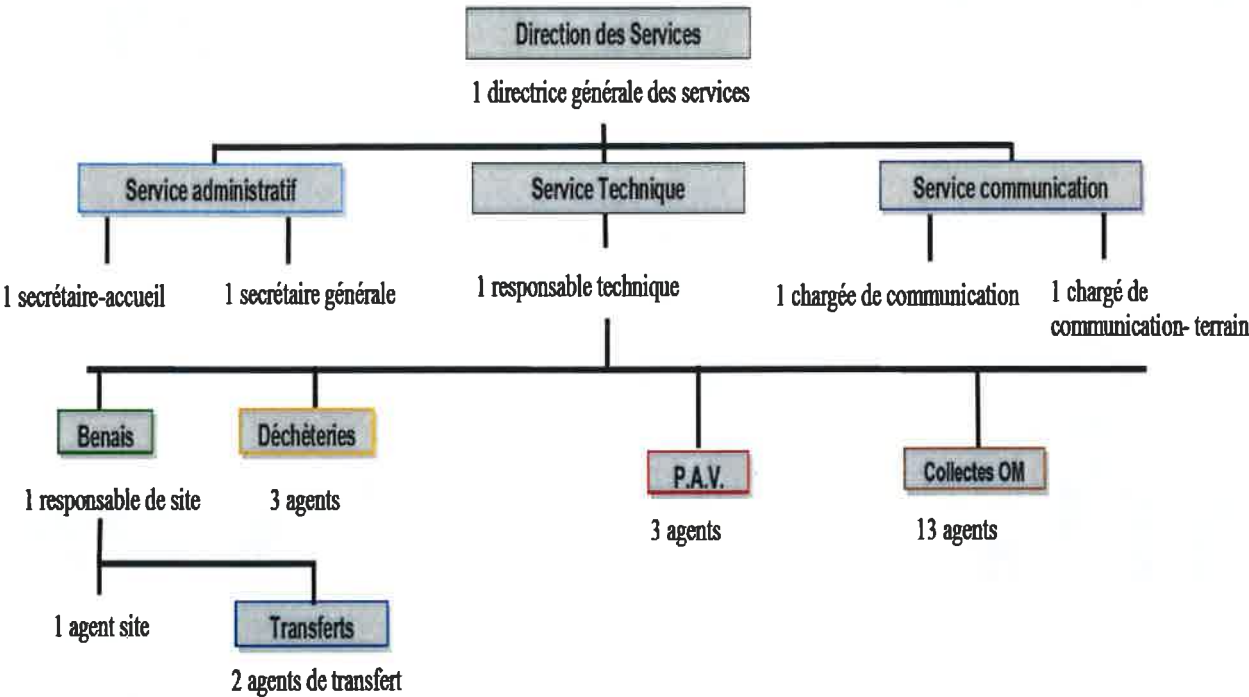 Direction des Services
1 directrice générale des services
Service administratif
Service Technique
Service communication
1 secrétaire-accueil
1 secrétaire générale
1 responsable technique
1 chargée de communication
1 chargé de
communication- terrain
Benais
Déchèteries
P.A.V.
Collectes OM
1 responsable de site
3 agents
3 agents
13 agents
1 agent site
Transferts
2 agents de transfert